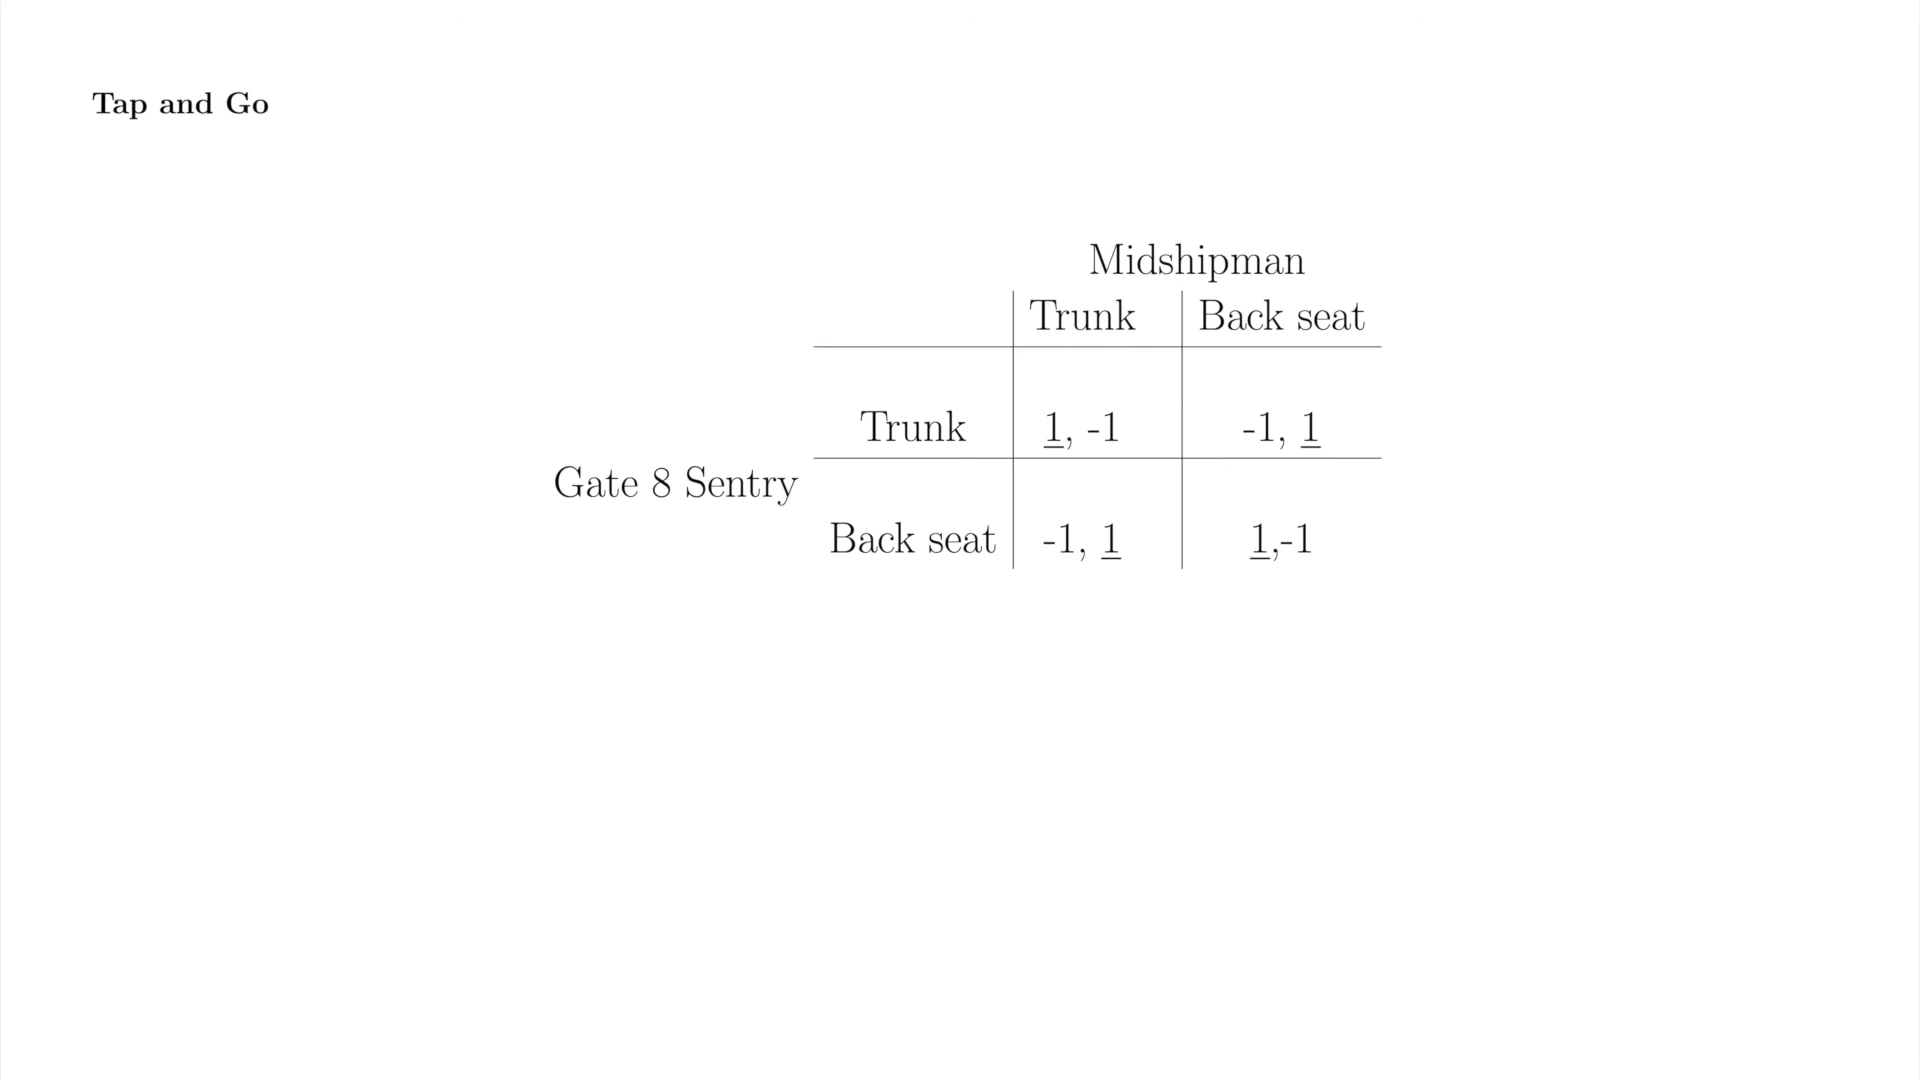 Tap and Go
Midshipman
Trunk Back seat
Trunk 1, -1 -1, 1
Gate 8 Sentry
Back seat -1, 1 1,-1